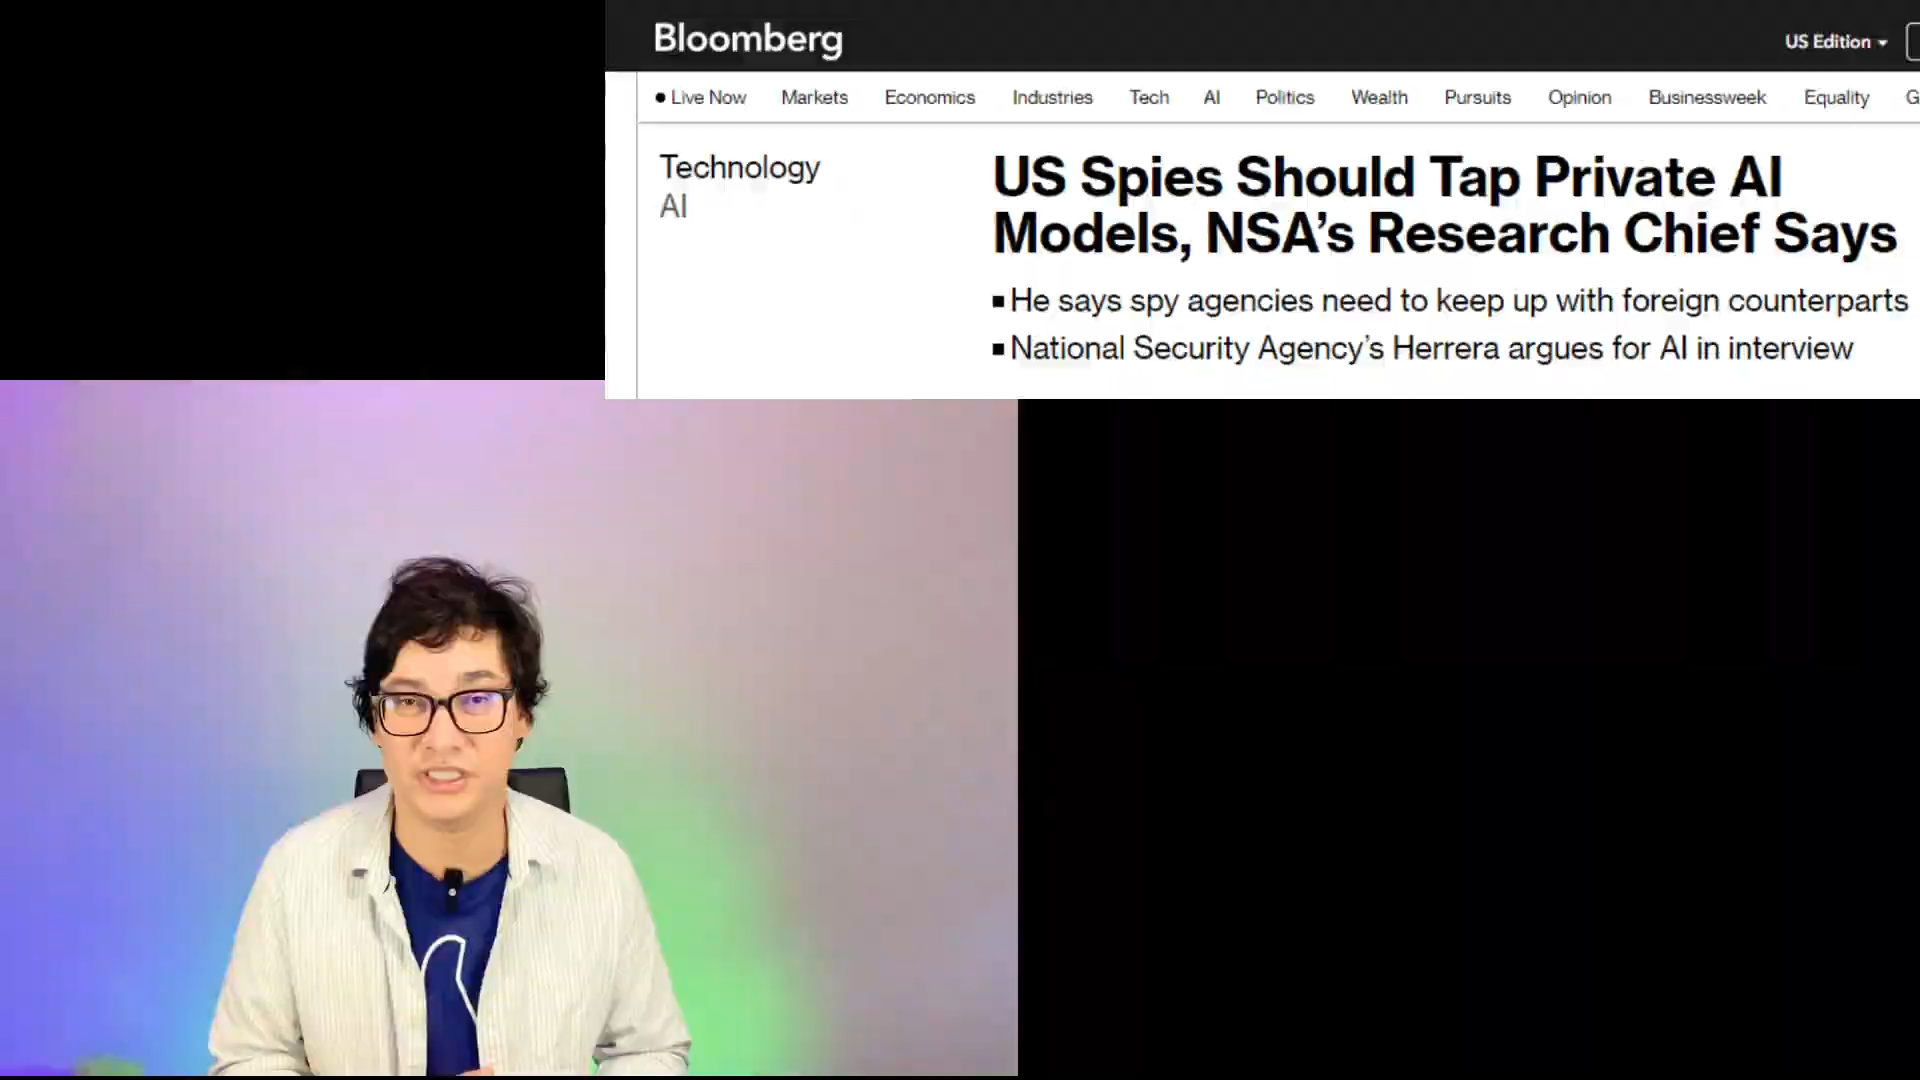 Bloomberg
US Edition
Live Now Markets Economics Industries Tech AI Politics Wealth Pursuits Opinion Businessweek Equality G
Technology
AI
US Spies Should Tap Private AI
Models, NSA’s Research Chief Says
He says spy agencies need to keep up with foreign counterparts
National Security Agency’s Herrera argues for AI in interview